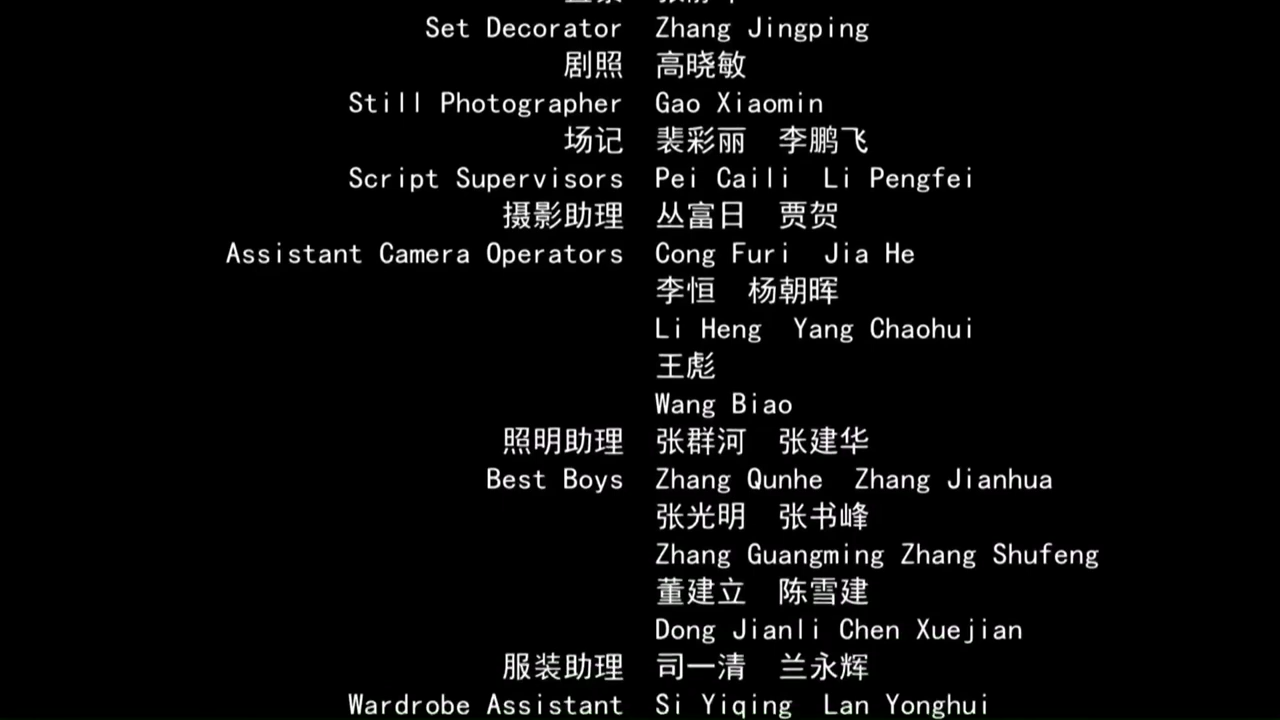 Set Decorator Zhang Jingping
剧照 高晓敏
Still Photographer Gao Xiaomin
场记 裴彩丽 李鹏飞
Script Supervisors Pei Caili Li Pengfei
摄影助理 丛富日 贾贺
Assistant Camera Operators Cong Furi Jia He
李恒 杨朝晖
Li Heng Yang Chaohui
王彪
Wang Biao
照明助理 张群河 张建华
Best Boys Zhang Qunhe Zhang Jianhua
张光明 张书峰
Zhang Guangming Zhang Shufeng
董建立 陈雪建
Dong Jianli Chen Xuejian
服装助理 司一清 兰永辉
Wardrobe Assistant Si Yiqing Lan Yonghui